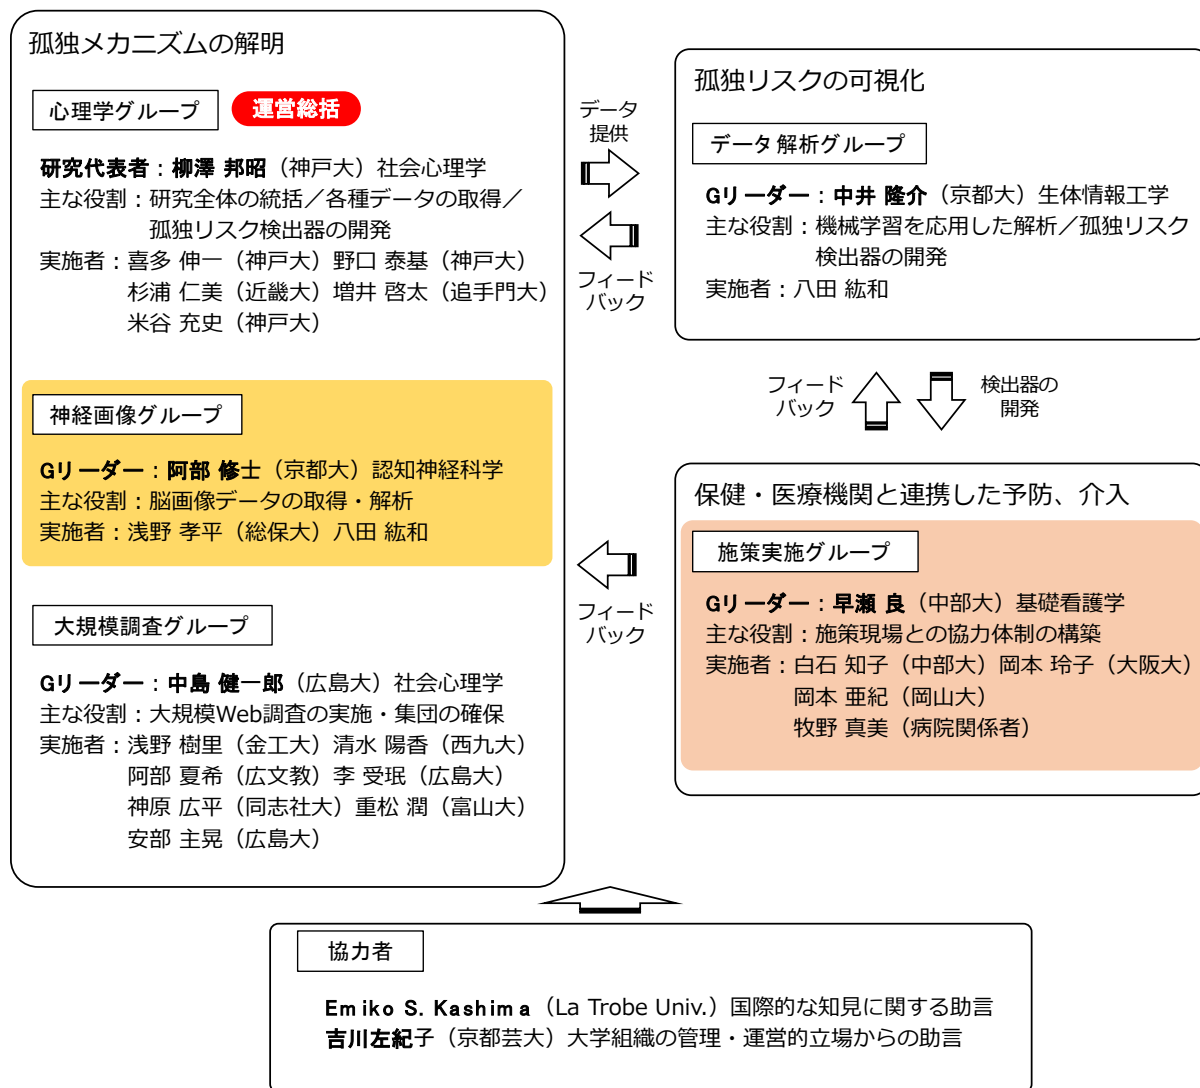 孤独メカニズムの解明
心理学グループ
運営総括
研究代表者：柳澤 邦昭（神戸大）社会心理学
主な役割：研究全体の統括／各種データの取得／
孤独リスク検出器の開発
実施者：喜多 伸一（神戸大）野口 泰基（神戸大）
杉浦 仁美（近畿大）増井 啓太（追手門大）
米谷 充史（神戸大）
神経画像グループ
Gリーダー：阿部 修士（京都大）認知神経科学
主な役割：脳画像データの取得・解析
実施者：浅野 孝平（総保大）八田 紘和
大規模調査グループ
Gリーダー：中島 健一郎（広島大）社会心理学
主な役割：大規模Web調査の実施・集団の確保
実施者：浅野 樹里（金工大）清水 陽香（西九大）
阿部 夏希（広文教）李 受珉（広島大）
神原 広平（同志社大）重松 潤（富山大）
安部 主晃（広島大）
データ
提供
フィード
バック
孤独リスクの可視化
データ解析グループ
Gリーダー：中井 隆介（京都大）生体情報工学
主な役割：機械学習を応用した解析／孤独リスク
検出器の開発
実施者：八田 紘和
フィード
バック
検出器の
開発
保健・医療機関と連携した予防、介入
施策実施グループ
Gリーダー：早瀬 良（中部大）基礎看護学
主な役割：施策現場との協力体制の構築
実施者：白石 知子（中部大）岡本 玲子（大阪大）
岡本 亜紀（岡山大）
牧野 真美（病院関係者）
フィード
バック
協力者
Emiko S. Kashima（La Trobe Univ.）国際的な知見に関する助言
吉川左紀子（京都芸大）大学組織の管理・運営的立場からの助言